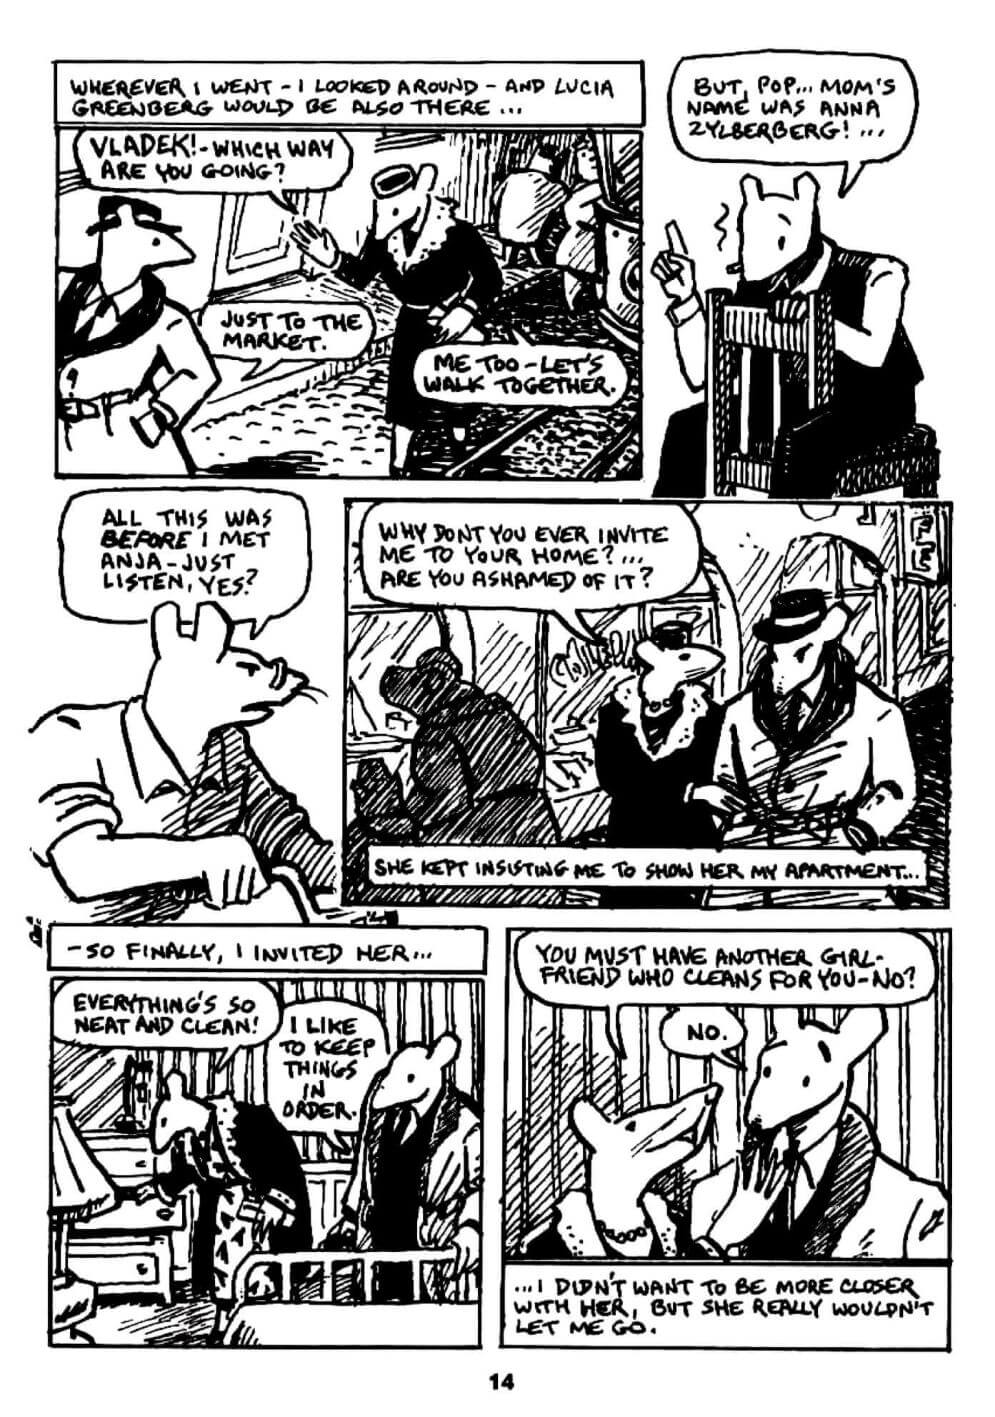 WHEREVER I WENT - I LOOKED AROUND - AND LUCIA
GREENBERG WOULD BE ALSO THERE ...
VLADEK! - WHICH WAY
ARE YOU GOING?
JUST TO THE
MARKET.
ME TOO - LET'S
WALK TOGETHER.
BUT, POP... MOM'S
NAME WAS ANNA
ZYLBERBERG! ...
ALL THIS WAS
BEFORE I MET
ANJA - JUST
LISTEN, YES?
WHY DON'T YOU EVER INVITE
ME TO YOUR HOME? ...
ARE YOU ASHAMED OF IT?
SHE KEPT INSISTING ME TO SHOW HER MY APARTMENT...
- SO FINALLY, I INVITED HER...
EVERYTHING'S SO
NEAT AND CLEAN!
I LIKE
TO KEEP
THINGS
IN
ORDER.
YOU MUST HAVE ANOTHER GIRL-
FRIEND WHO CLEANS FOR YOU - NO?
NO.
...I DIDN'T WANT TO BE MORE CLOSER
WITH HER, BUT SHE REALLY WOULDN'T
LET ME GO.
14